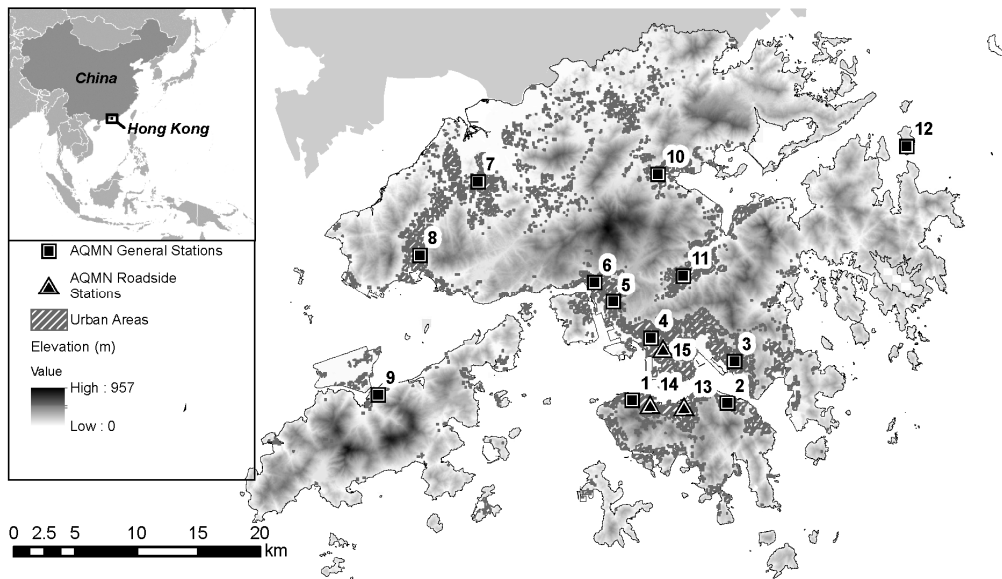 China
Hong Kong
AQMN General Stations
AQMN Roadside
Stations
Urban Areas
Elevation (m)
Value
High : 957
Low : 0
0 2.5 5 10 15 20
km
12
10
7
8
11
6
5
4
15
3
9
1 14 13 2